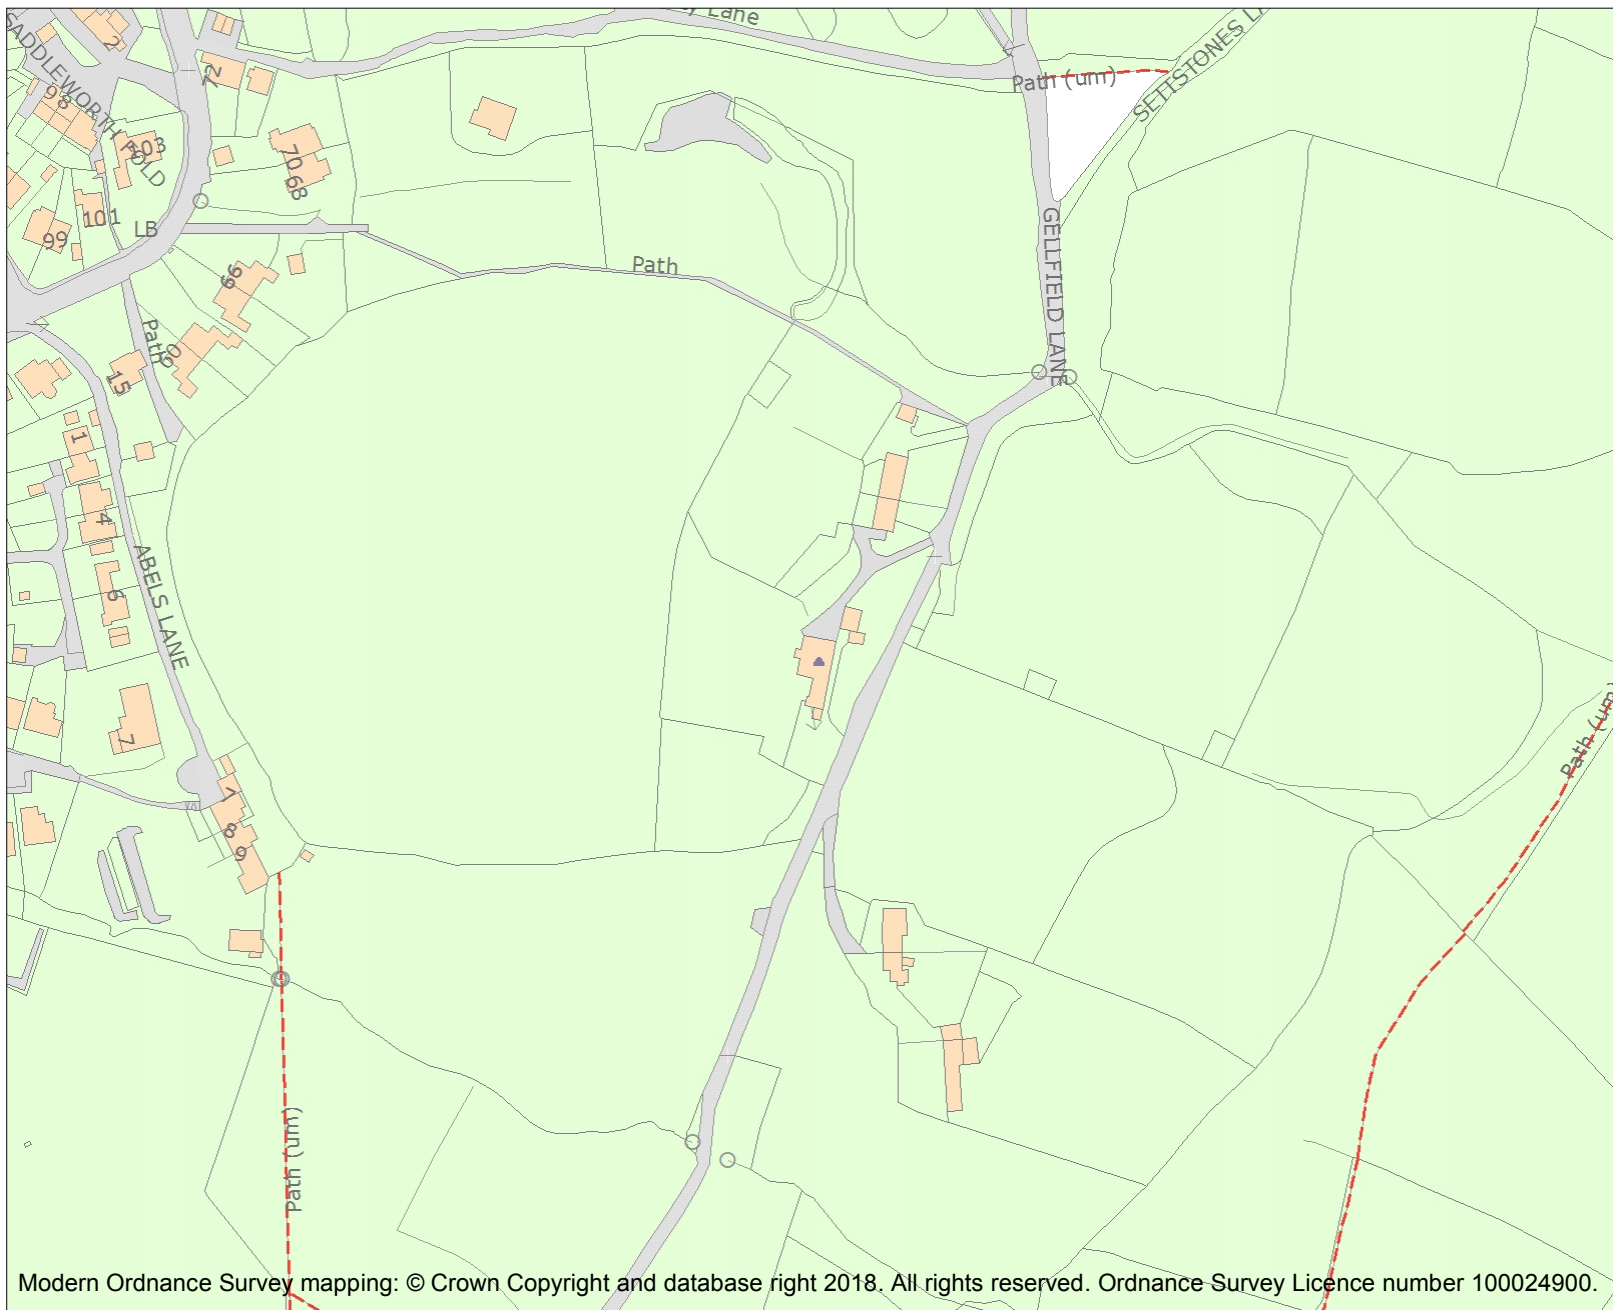 Lane
SADDLEWORTH FOLD
2
72
98
103
70
68
101
99
LB
66
60
Path
15
1
4
6
ABELS LANE
7
7
8
9
Path
Path (um)
SETTSTONES
GELLFIELD LANE
Path (um)
Path (um)
Modern Ordnance Survey mapping: © Crown Copyright and database right 2018. All rights reserved. Ordnance Survey Licence number 100024900.